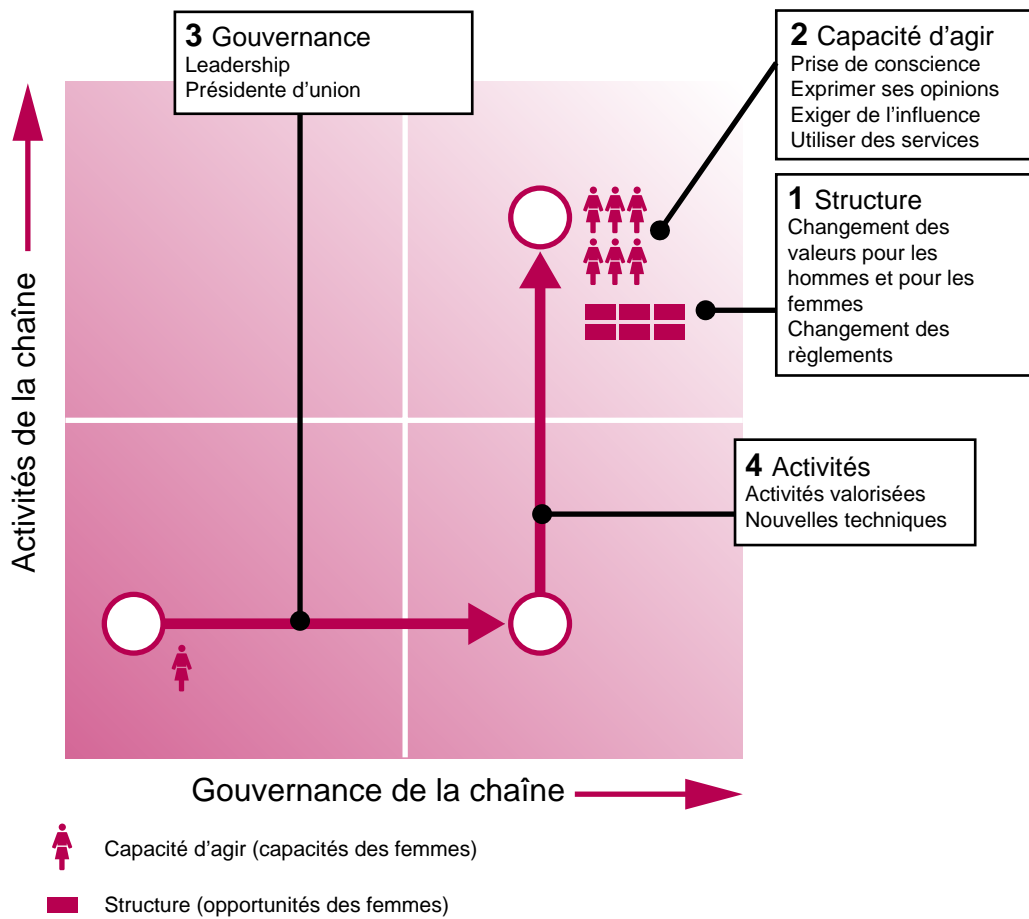 3 Gouvernance
Leadership
Présidente d'union
2 Capacité d'agir
Prise de conscience
Exprimer ses opinions
Exiger de l'influence
Utiliser des services
1 Structure
Changement des
valeurs pour les
hommes et pour les
femmes
Changement des
règlements
4 Activités
Activités valorisées
Nouvelles techniques
Activités de la chaîne
Gouvernance de la chaîne
Capacité d'agir (capacités des femmes)
Structure (opportunités des femmes)